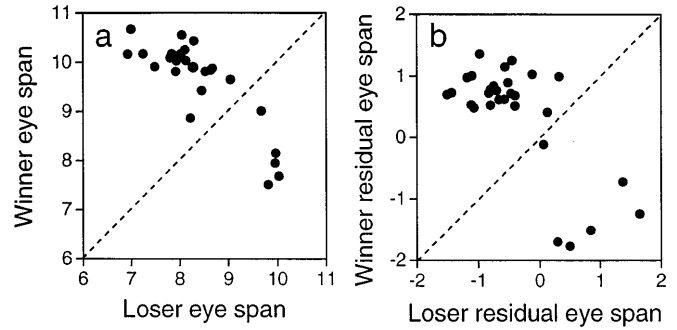 a
Winner eye span
11
10
9
8
7
6
6 7 8 9 10 11
Loser eye span
b
Winner residual eye span
2
1
0
-1
-2
-2 -1 0 1 2
Loser residual eye span